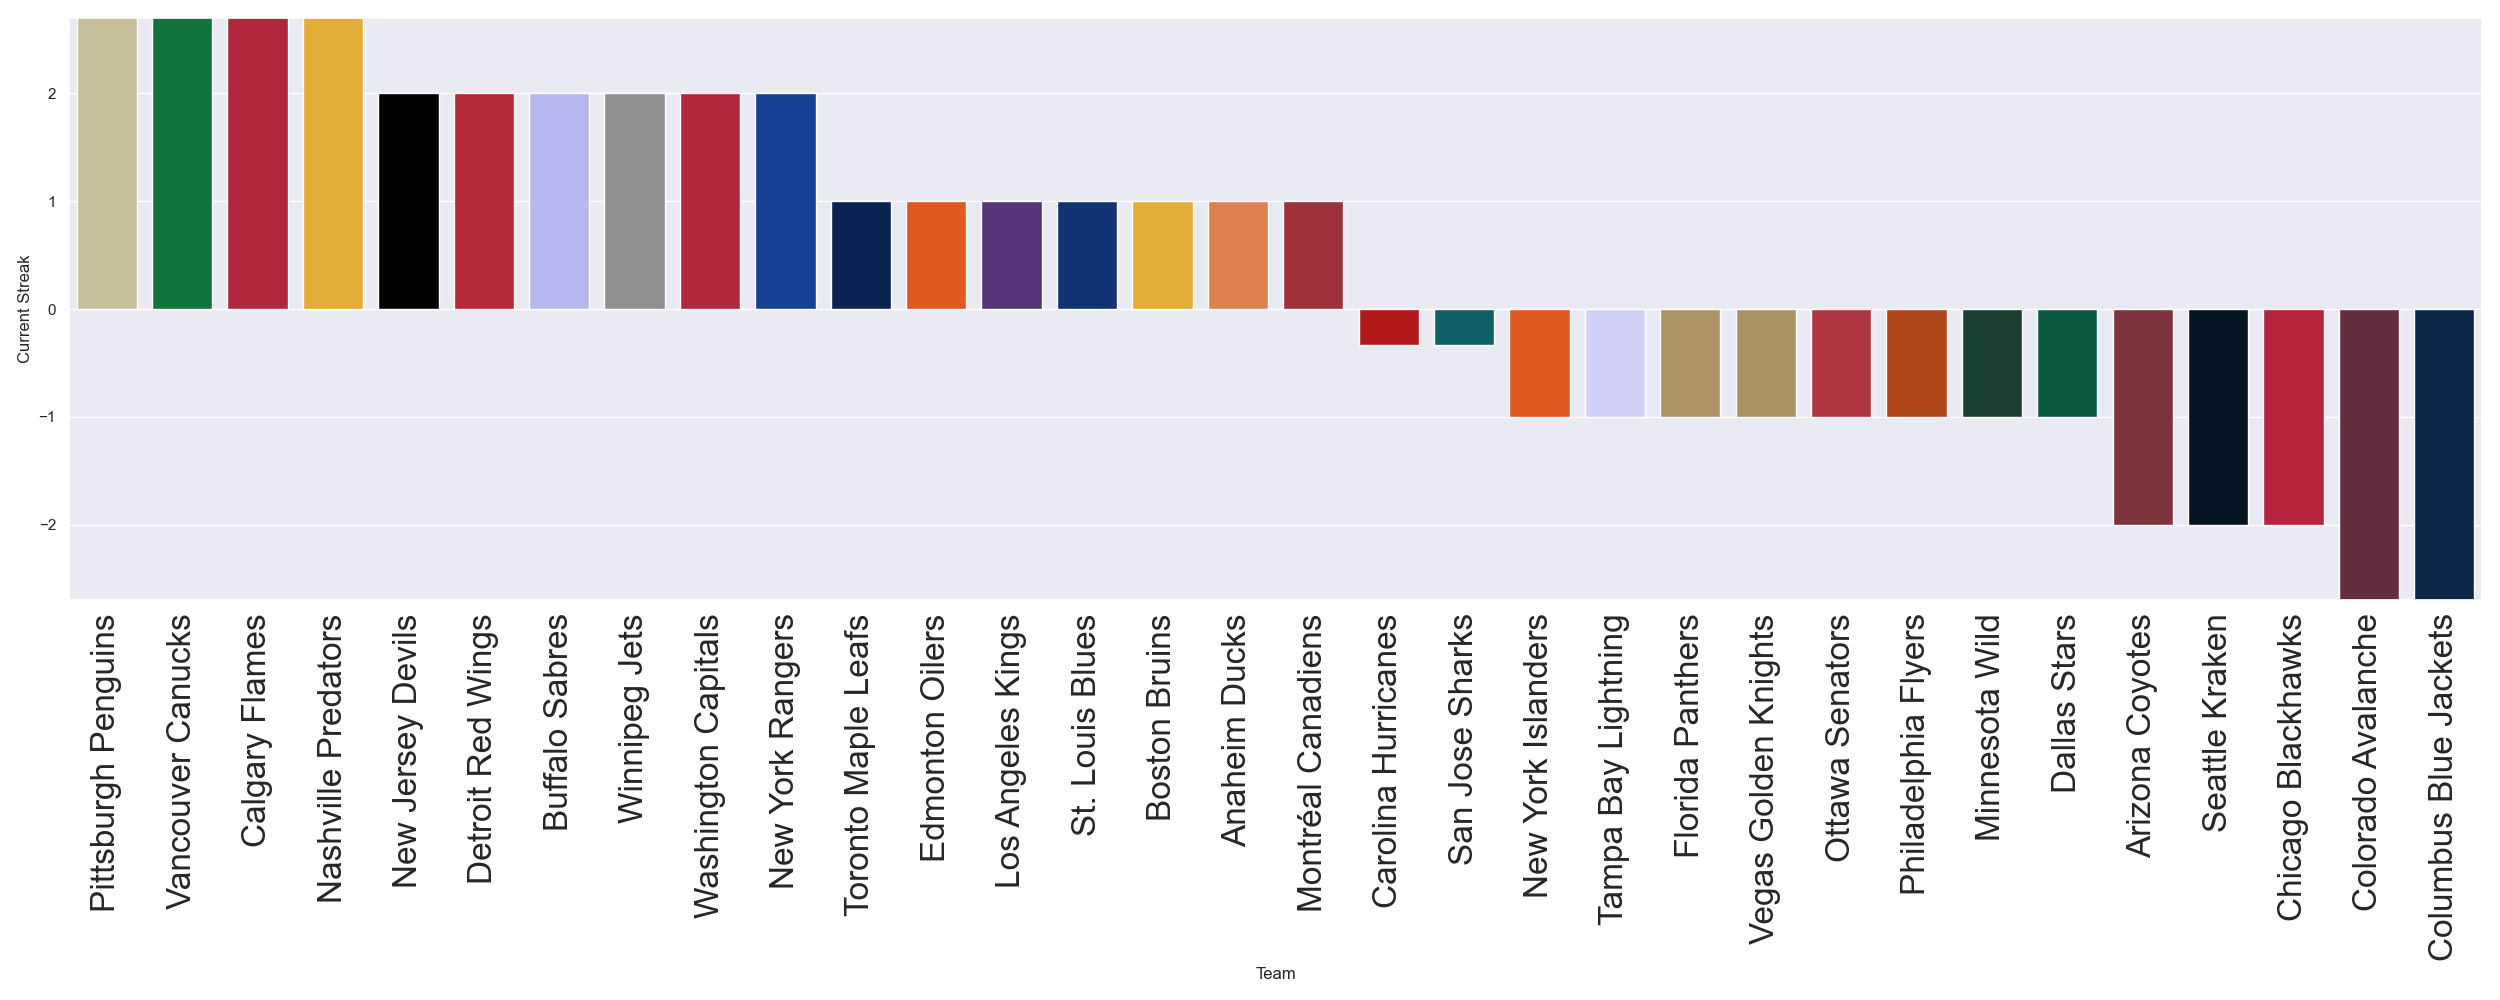 2
1
0
−1
−2
Current Streak
Pittsburgh Penguins
Vancouver Canucks
Calgary Flames
Nashville Predators
New Jersey Devils
Detroit Red Wings
Buffalo Sabres
Winnipeg Jets
Washington Capitals
New York Rangers
Toronto Maple Leafs
Edmonton Oilers
Los Angeles Kings
St. Louis Blues
Boston Bruins
Anaheim Ducks
Montréal Canadiens
Carolina Hurricanes
San Jose Sharks
New York Islanders
Tampa Bay Lightning
Florida Panthers
Vegas Golden Knights
Ottawa Senators
Philadelphia Flyers
Minnesota Wild
Dallas Stars
Arizona Coyotes
Seattle Kraken
Chicago Blackhawks
Colorado Avalanche
Columbus Blue Jackets
Team